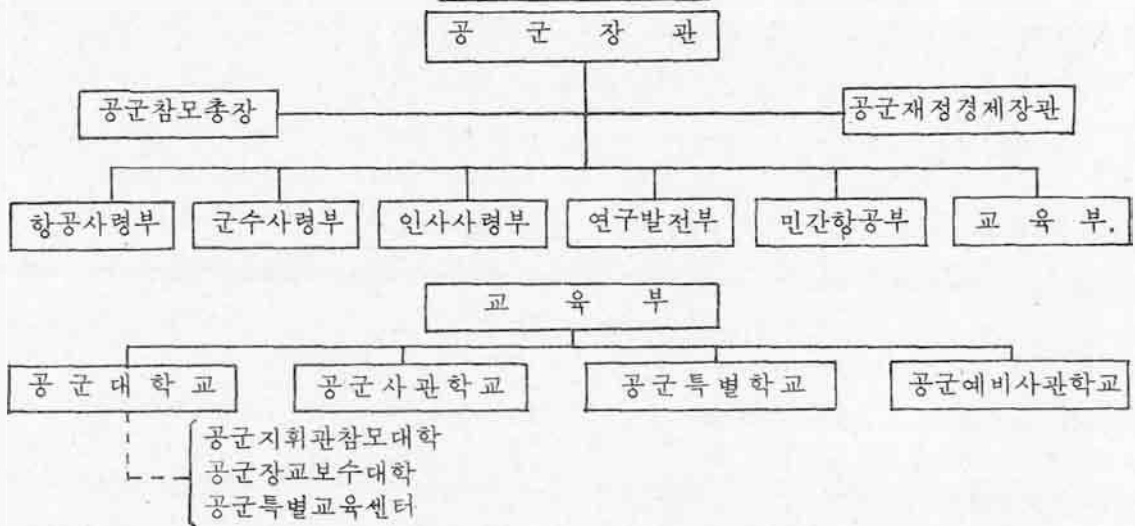 공 군 장 관
공군참모총장 공군재정경제장관
항공사령부 군수사령부 인사사령부 연구발전부 민간항공부 교 육 부.
교 육 부
공군대학교 공군사관학교 공군특별학교 공군예비사관학교
공군지휘관참모대학
공군장교보수대학
공군특별교육센터